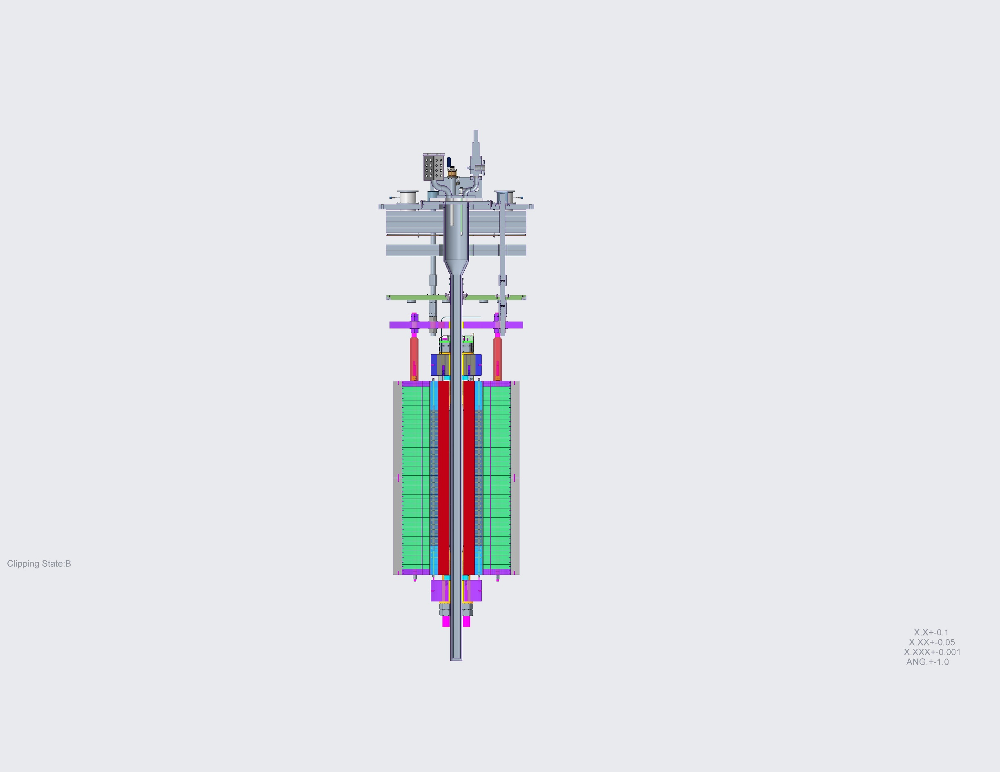 Clipping State:B
X.X+-0.1
X.XX+-0.05
X.XXX+-0.001
ANG.+-1.0